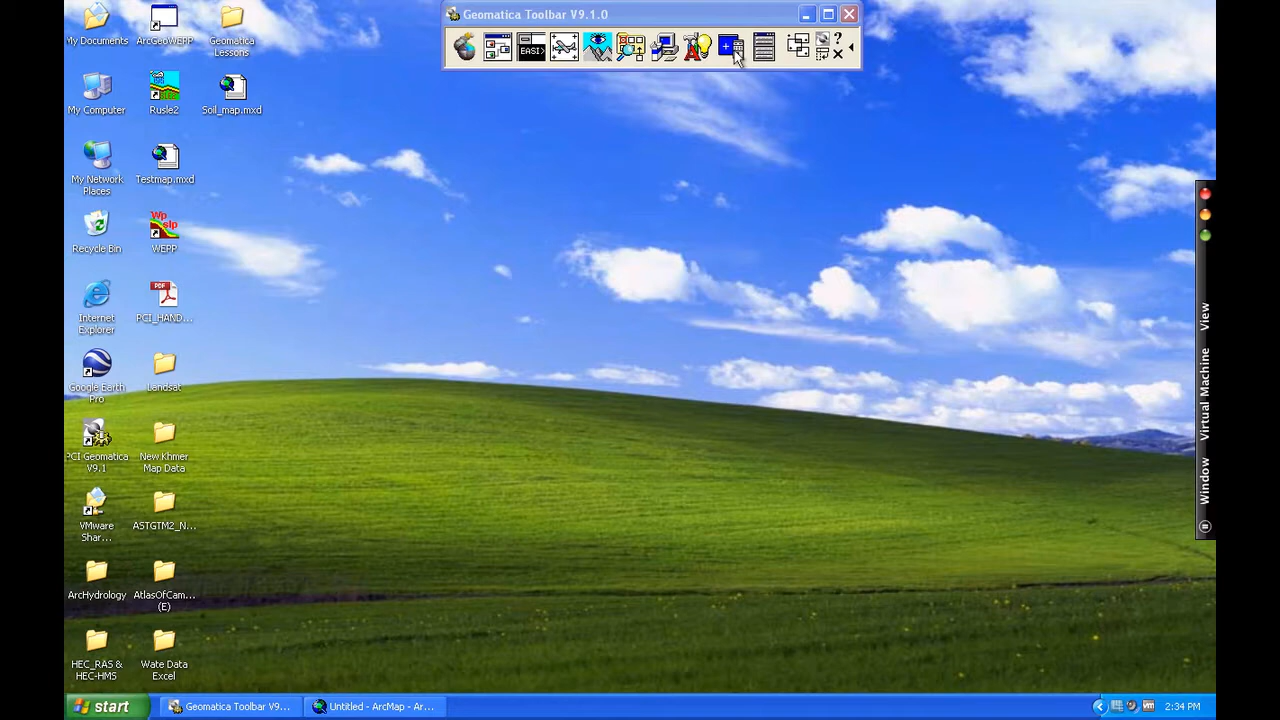 Geomatica Toolbar V9.1.0
EASI>
?
My Documents
ArcGeoWEPP
Geomatica
Lessons
My Computer
Rusle2
Soil_map.mxd
My Network
Places
Testmap.mxd
Recycle Bin
Wp
slp
WEPP
Internet
Explorer
PDF
PCI_HAND...
Google Earth
Pro
Landsat
PCI Geomatica
V9.1
New.Khmer
Map Data
VMware
Shar...
ASTGTM2_N...
ArcHydrology
AtlasOfCam...
(E)
HEC_RAS &
HEC-HMS
Wate Data
Excel
View
Virtual Machine
Window
start
Geomatica Toolbar V9...
Untitled - ArcMap - Ar...
2:34 PM